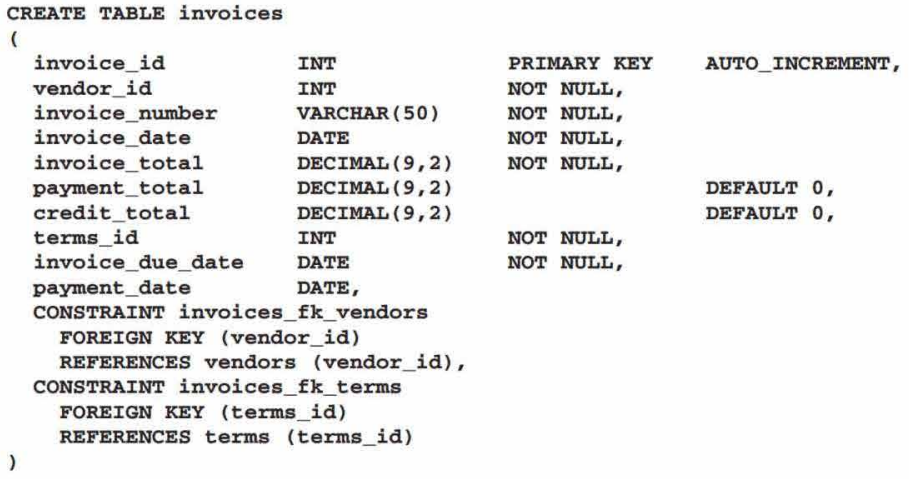 CREATE TABLE invoices
(
invoice_id INT PRIMARY KEY AUTO_INCREMENT,
vendor_id INT NOT NULL,
invoice_number VARCHAR(50) NOT NULL,
invoice_date DATE NOT NULL,
invoice_total DECIMAL(9,2) NOT NULL,
payment_total DECIMAL(9,2) DEFAULT 0,
credit_total DECIMAL(9,2) DEFAULT 0,
terms_id INT NOT NULL,
invoice_due_date DATE NOT NULL,
payment_date DATE,
CONSTRAINT invoices_fk_vendors
FOREIGN KEY (vendor_id)
REFERENCES vendors (vendor_id),
CONSTRAINT invoices_fk_terms
FOREIGN KEY (terms_id)
REFERENCES terms (terms_id)
)